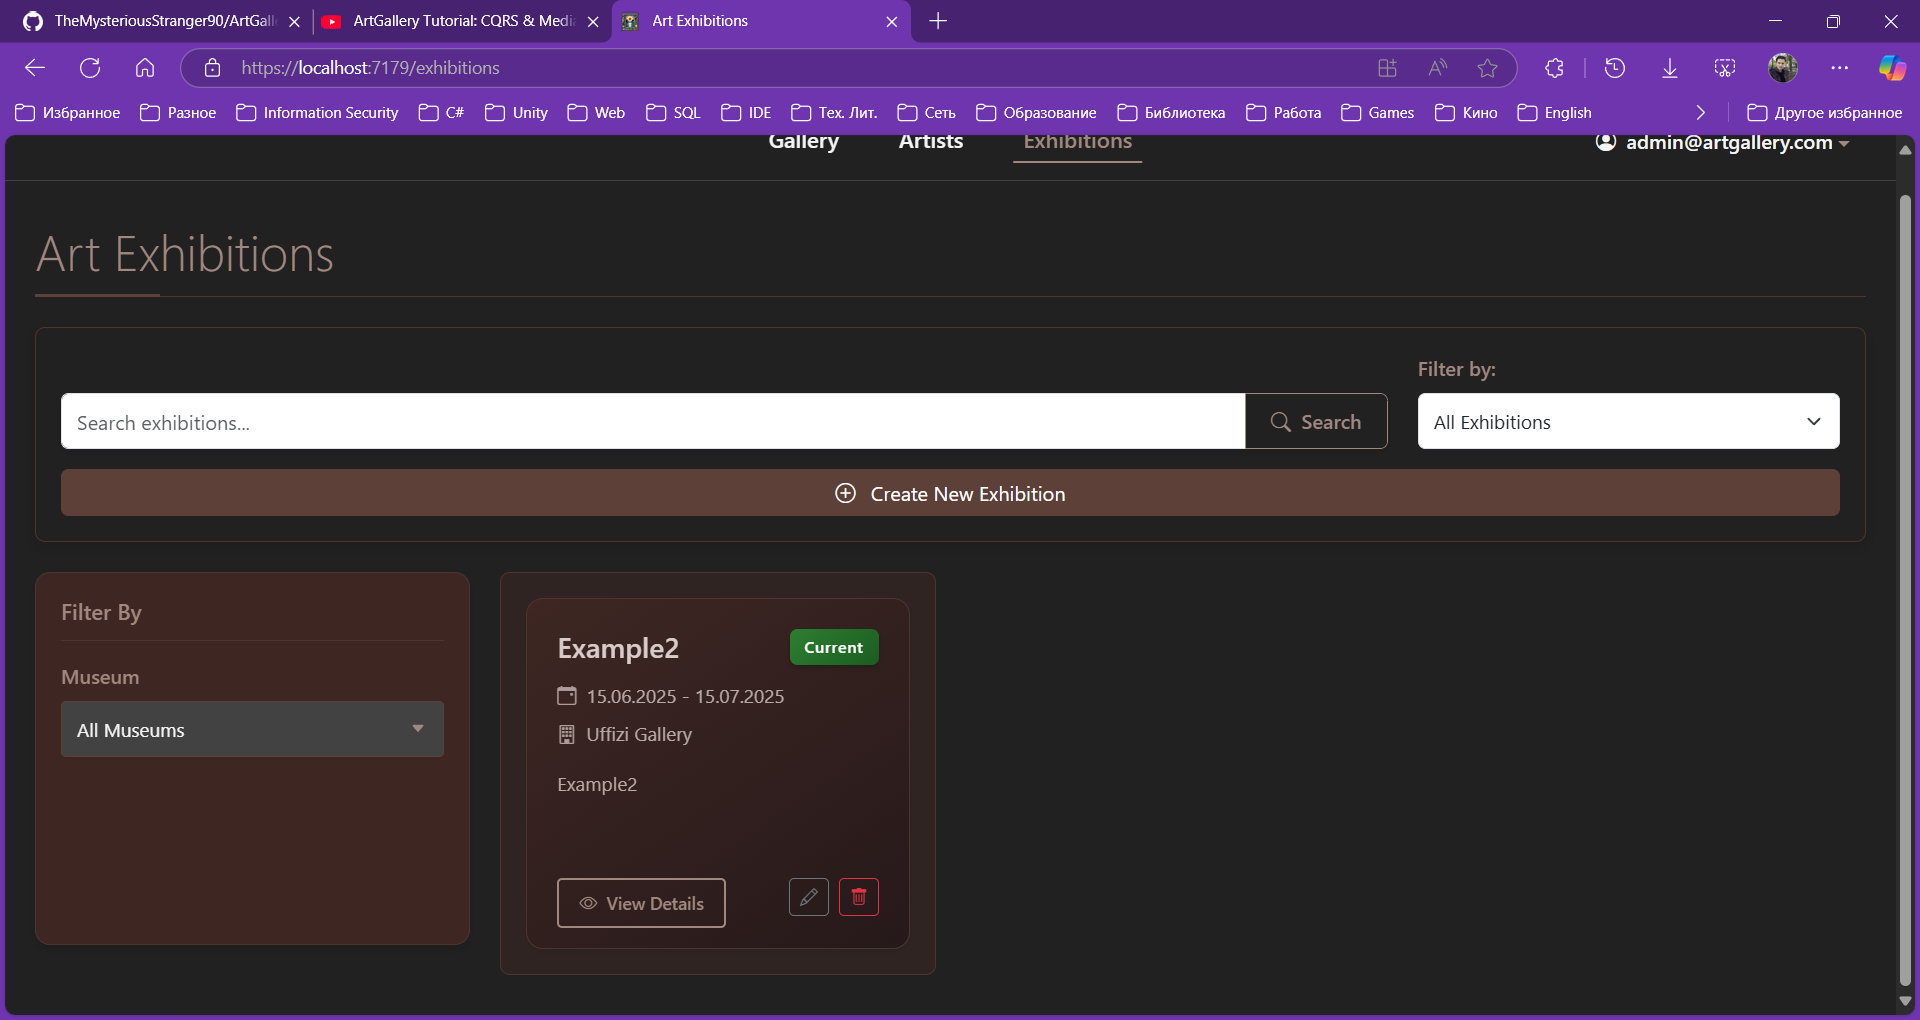 TheMysteriousStranger90/ArtGall
ArtGallery Tutorial: CQRS & Media
Art Exhibitions
https://localhost:7179/exhibitions
Избранное
Разное
Information Security
C#
Unity
Web
SQL
IDE
Тех. Лит.
Сеть
Образование
Библиотека
Работа
Games
Кино
English
Другое избранное
Gallery
Artists
Exhibitions
admin@artgallery.com
Art Exhibitions
Filter by:
Search exhibitions...
Search
All Exhibitions
Create New Exhibition
Filter By
Museum
All Museums
Example2
Current
15.06.2025 - 15.07.2025
Uffizi Gallery
Example2
View Details